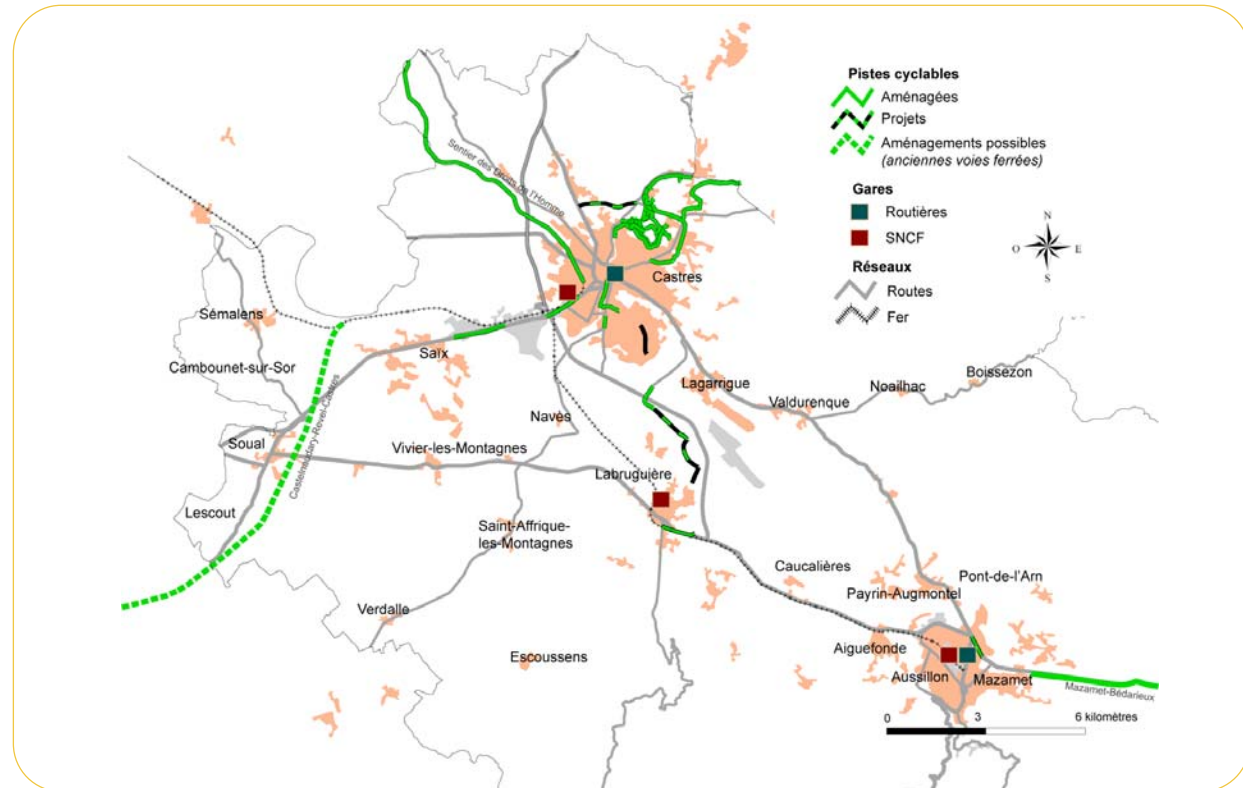 Pistes cyclables
Aménagées
Projets
Aménagements possibles
(anciennes voies ferrées)
Gares
Routières
SNCF
Réseaux
Routes
Fer
N
O
E
S
Sentier des Droits de l'Homme
Castres
Sémalens
Saïx
Cambounet-sur-Sor
Lagarrigue
Boissezon
Noailhac
Valdurenque
Navès
Castelnaudary-Revel-Castres
Soual
Vivier-les-Montagnes
Labruguière
Lescout
Saint-Affrique-
les-Montagnes
Caucalières
Pont-de-l'Arn
Payrin-Augmontel
Verdalle
Aiguefonde
Escoussens
Aussillon
Mazamet
Mazamet-Bédarieux
0 3 6 kilomètres